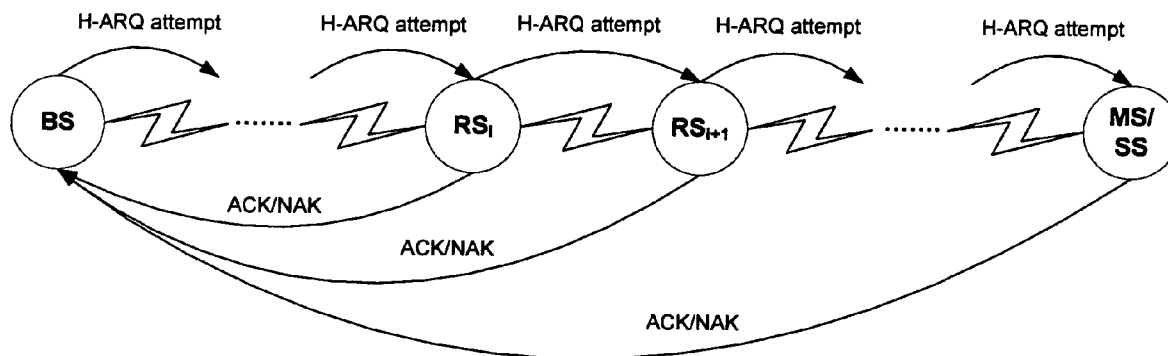 H-ARQ attempt
H-ARQ attempt
H-ARQ attempt
H-ARQ attempt
H-ARQ attempt
BS
RSI
RSi+1
MS/
SS
ACK/NAK
ACK/NAK
ACK/NAK